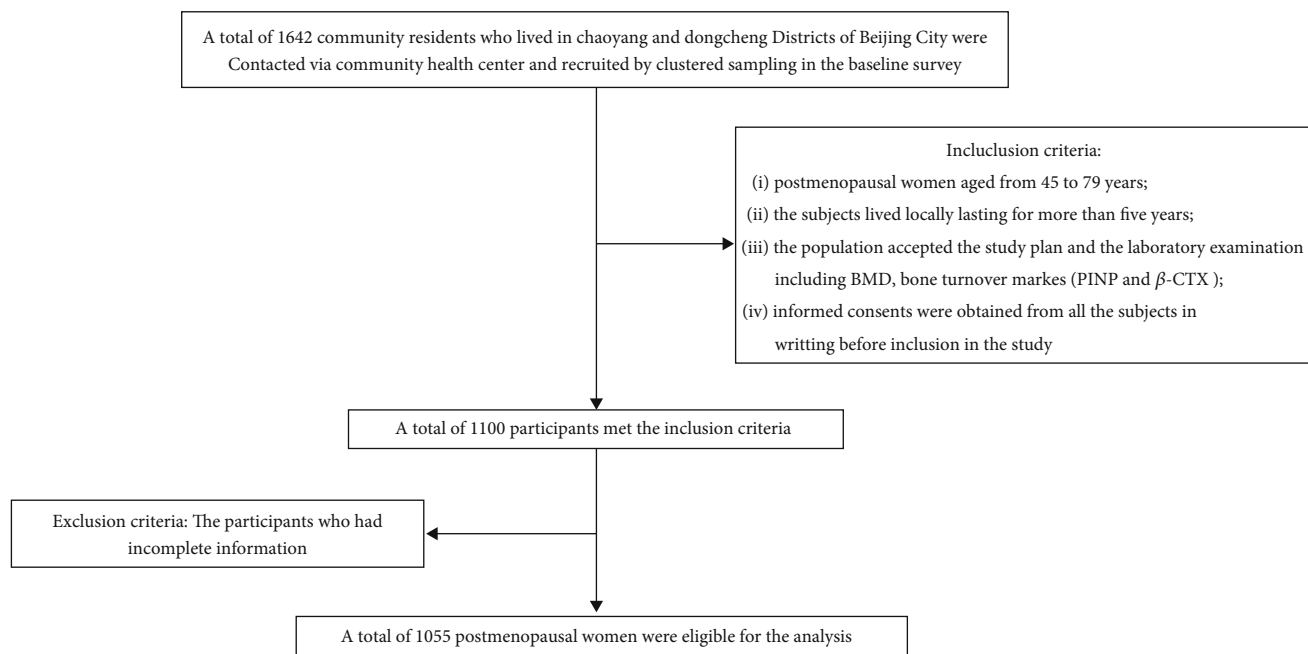 A total of 1642 community residents who lived in chaoyang and dongcheng Districts of Beijing City were
Contacted via community health center and recruited by clustered sampling in the baseline survey
Incluclusion criteria:
(i) postmenopausal women aged from 45 to 79 years;
(ii) the subjects lived locally lasting for more than five years;
(iii) the population accepted the study plan and the laboratory examination
including BMD, bone turnover markes (PINP and β-CTX );
(iv) informed consents were obtained from all the subjects in
writting before inclusion in the study
A total of 1100 participants met the inclusion criteria
Exclusion criteria: The participants who had
incomplete information
A total of 1055 postmenopausal women were eligible for the analysis